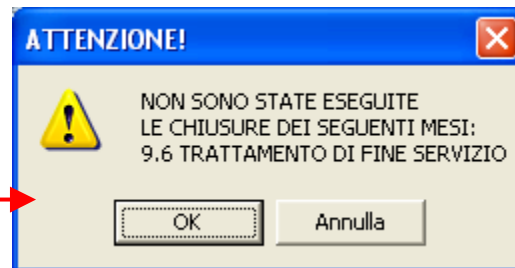 ATTENZIONE!
NON SONO STATE ESEGUITE
LE CHIUSURE DEI SEGUENTI MESI:
9.6 TRATTAMENTO DI FINE SERVIZIO
OK
Annulla